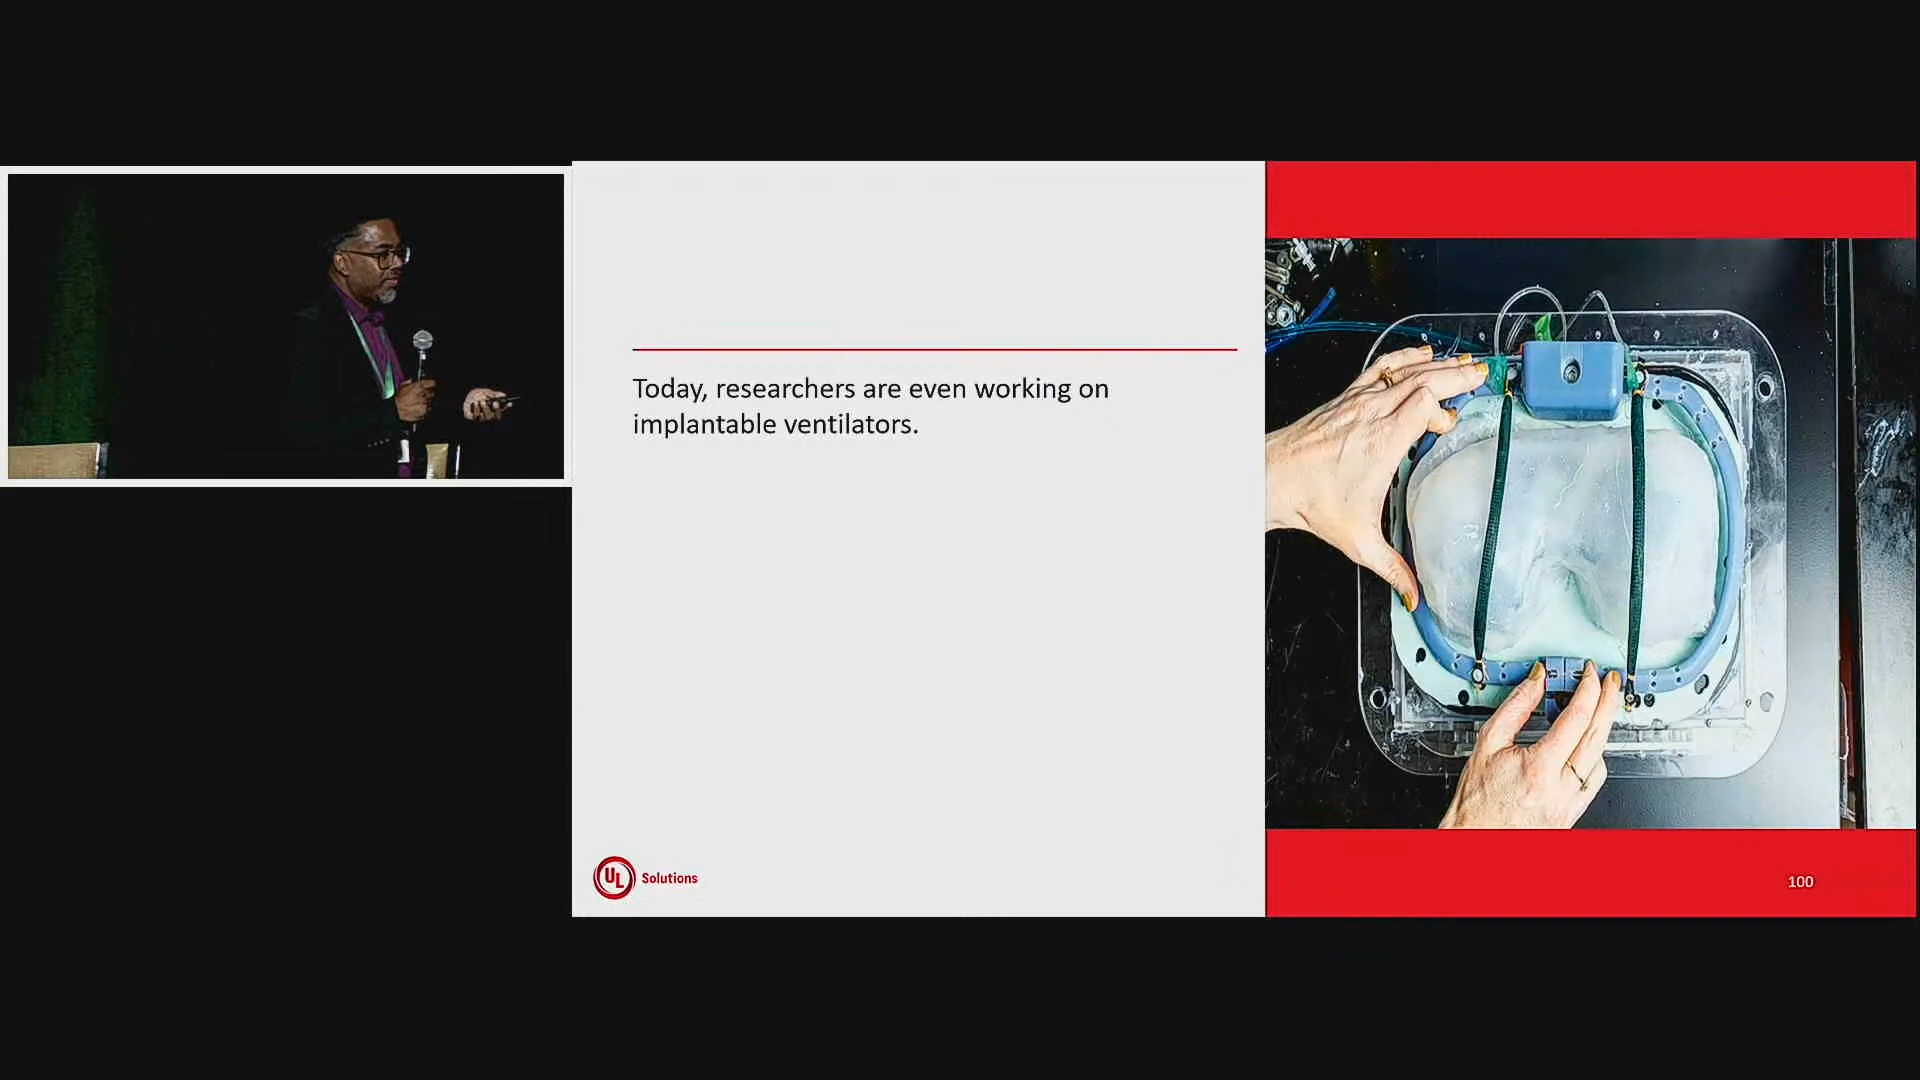 Today, researchers are even working on
implantable ventilators.
UL Solutions
100